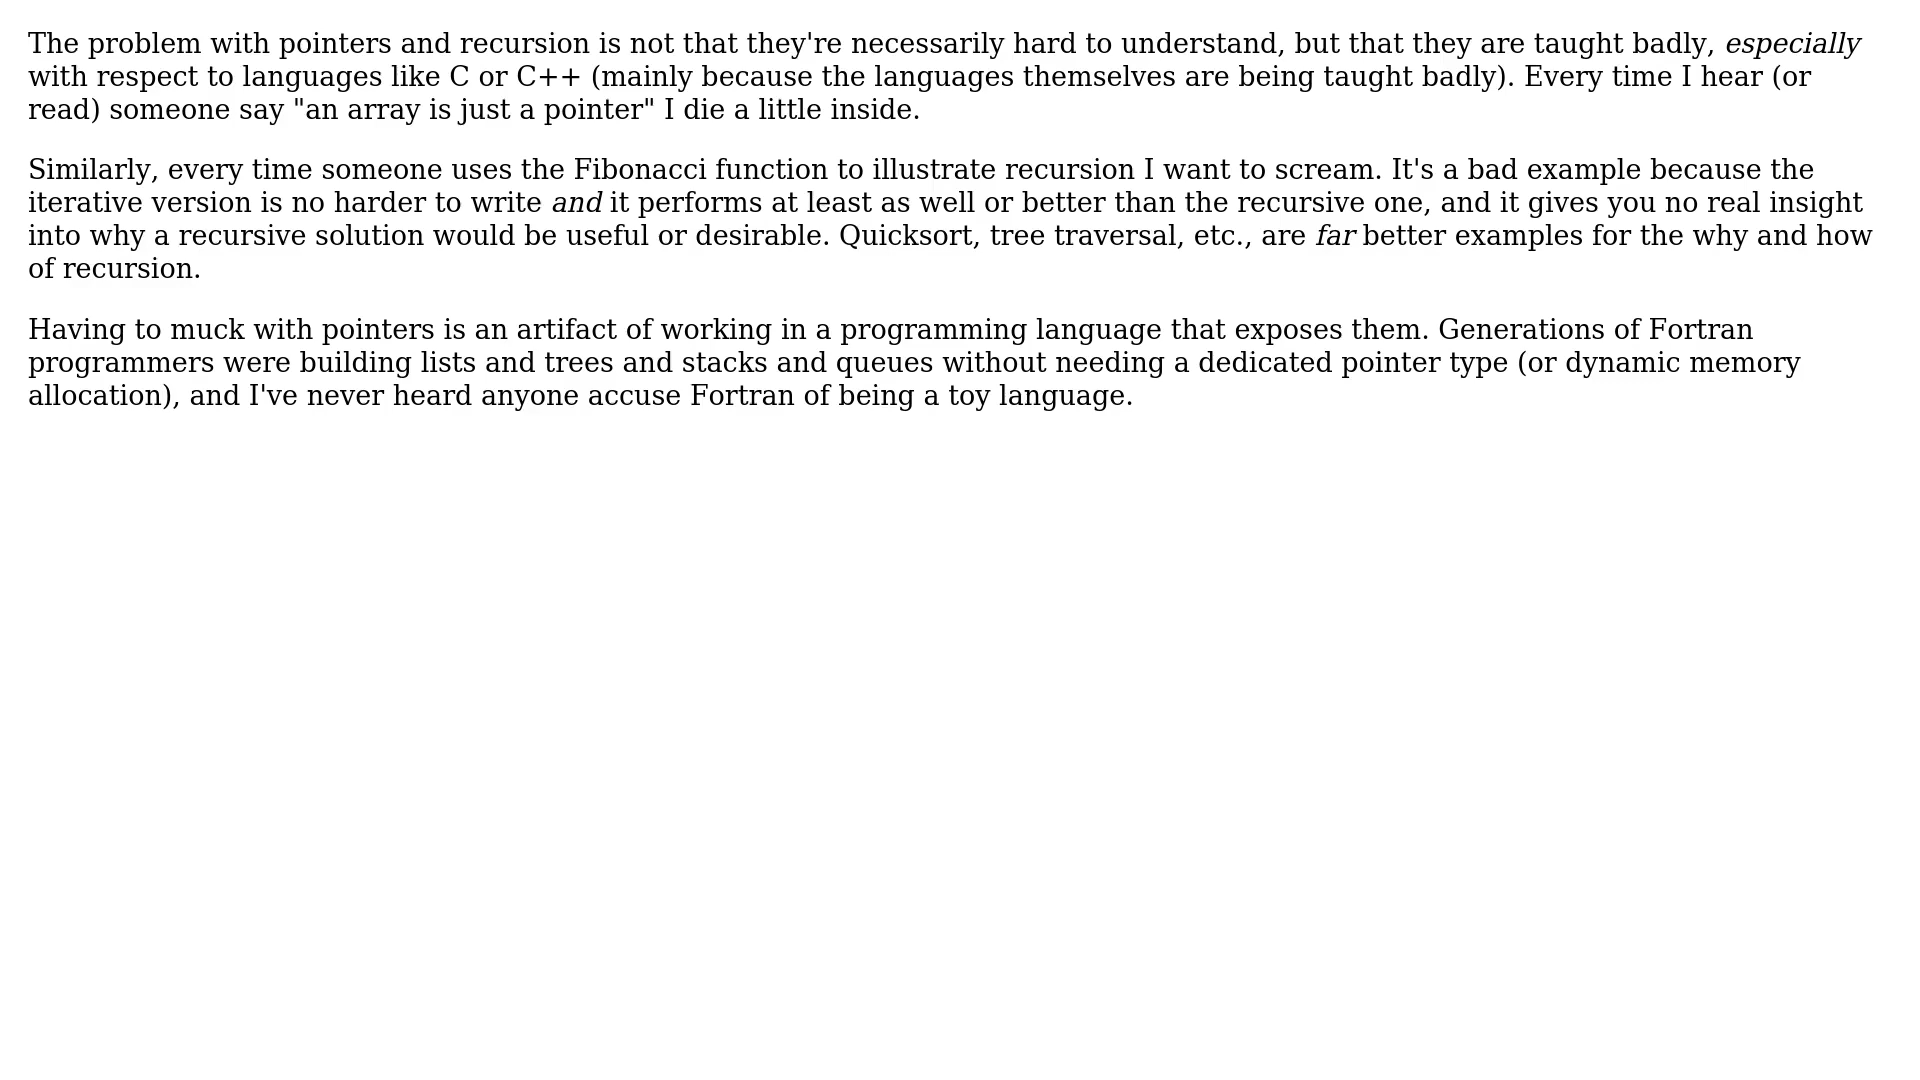 The problem with pointers and recursion is not that they're necessarily hard to understand, but that they are taught badly, especially
with respect to languages like C or C++ (mainly because the languages themselves are being taught badly). Every time I hear (or
read) someone say "an array is just a pointer" I die a little inside.
Similarly, every time someone uses the Fibonacci function to illustrate recursion I want to scream. It's a bad example because the
iterative version is no harder to write and it performs at least as well or better than the recursive one, and it gives you no real insight
into why a recursive solution would be useful or desirable. Quicksort, tree traversal, etc., are far better examples for the why and how
of recursion.
Having to muck with pointers is an artifact of working in a programming language that exposes them. Generations of Fortran
programmers were building lists and trees and stacks and queues without needing a dedicated pointer type (or dynamic memory
allocation), and I've never heard anyone accuse Fortran of being a toy language.